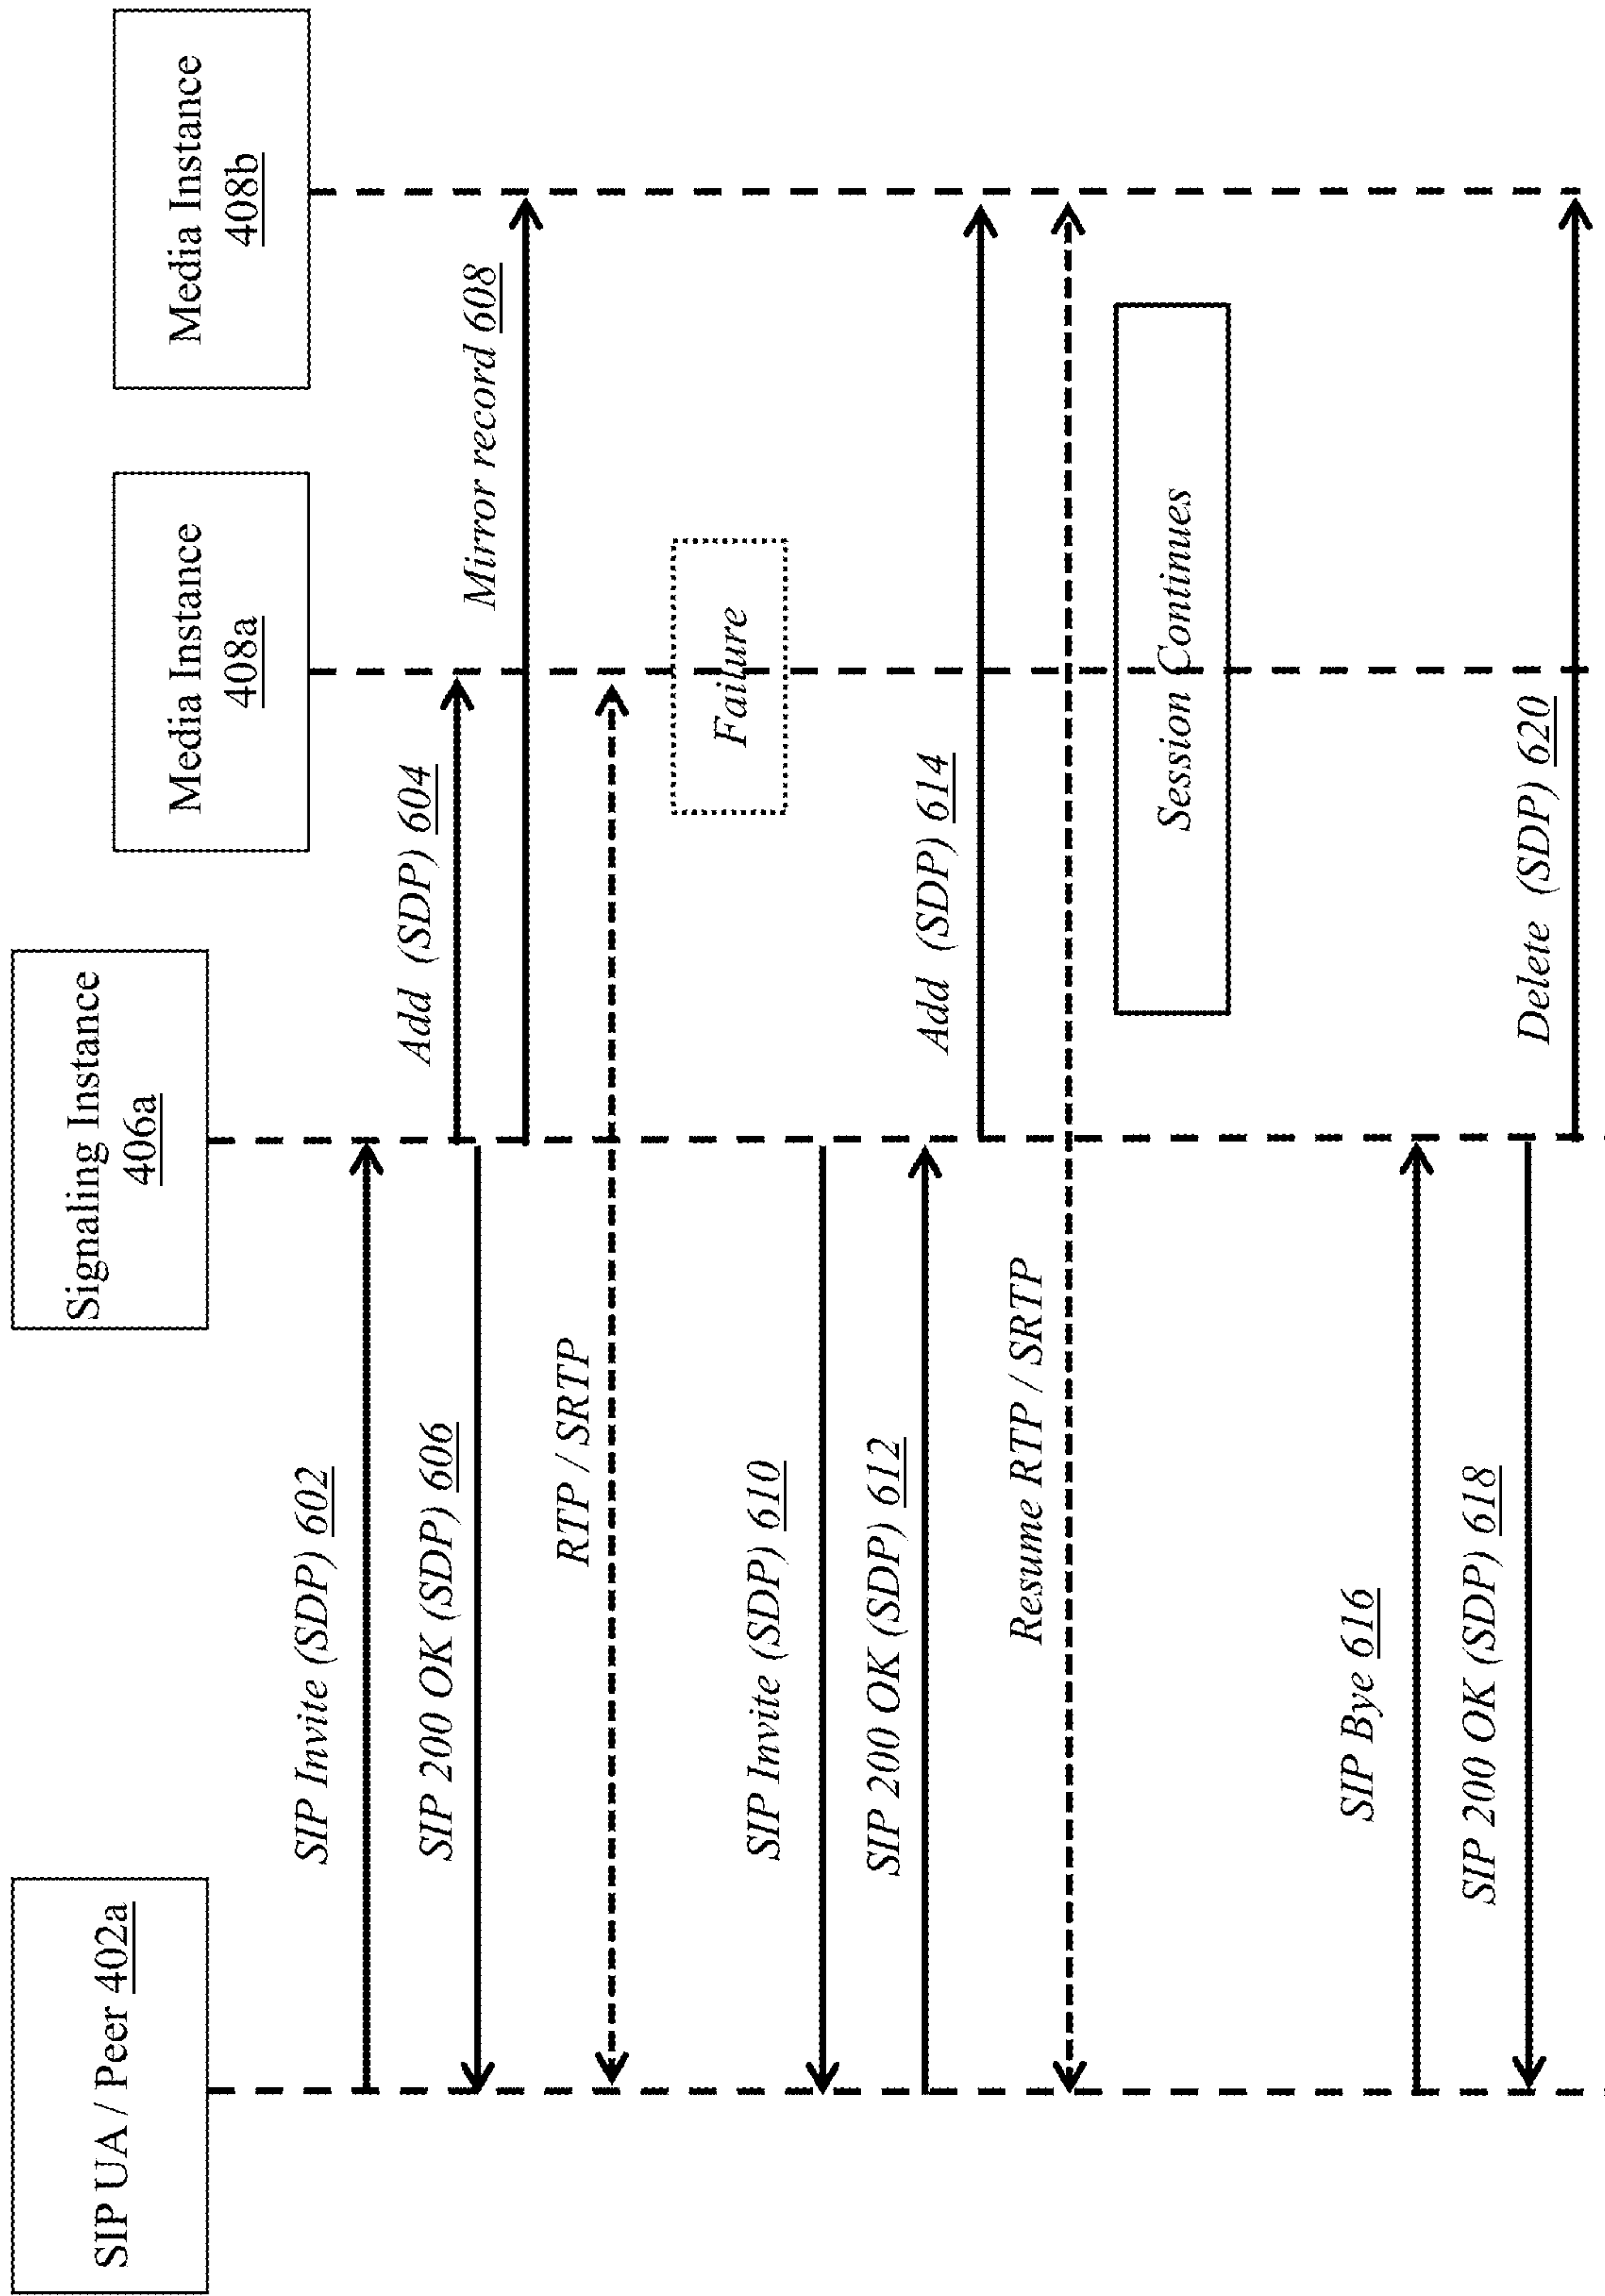 SIP UA / Peer 402a
Signaling Instance
406a
Media Instance
408a
Media Instance
408b
SIP Invite (SDP) 602
Add (SDP) 604
SIP 200 OK (SDP) 606
Mirror record 608
RTP / SRTP
Failure
SIP Invite (SDP) 610
SIP 200 OK (SDP) 612
Add (SDP) 614
Resume RTP / SRTP
Session Continues
SIP Bye 616
SIP 200 OK (SDP) 618
Delete (SDP) 620